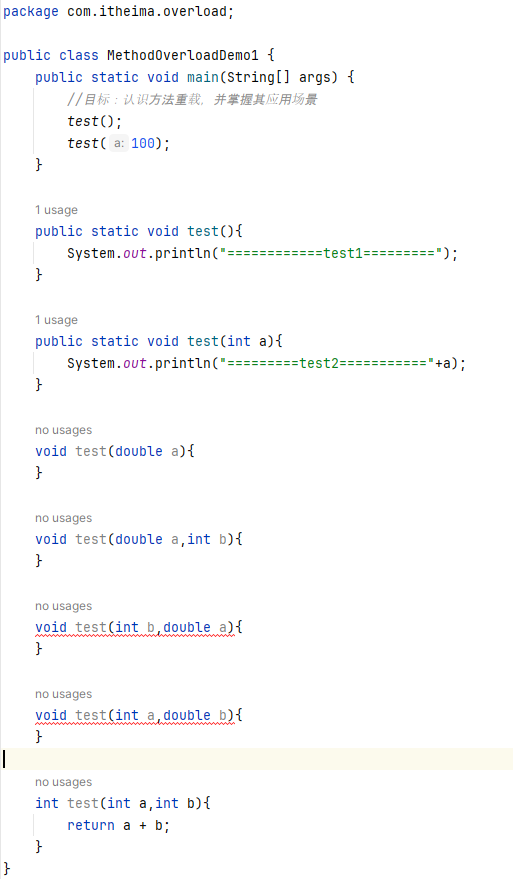 package com.itheima.overload;
public class MethodOverloadDemo1 {
public static void main(String[] args) {
//目标：认识方法重载，并掌握其应用场景
test();
test( a: 100);
}
1 usage
public static void test(){
System.out.println("============test1=========");
}
1 usage
public static void test(int a){
System.out.println("=========test2==========="+a);
}
no usages
void test(double a){
}
no usages
void test(double a,int b){
}
no usages
void test(int b,double a){
}
no usages
void test(int a,double b){
}
no usages
int test(int a,int b){
return a + b;
}
}